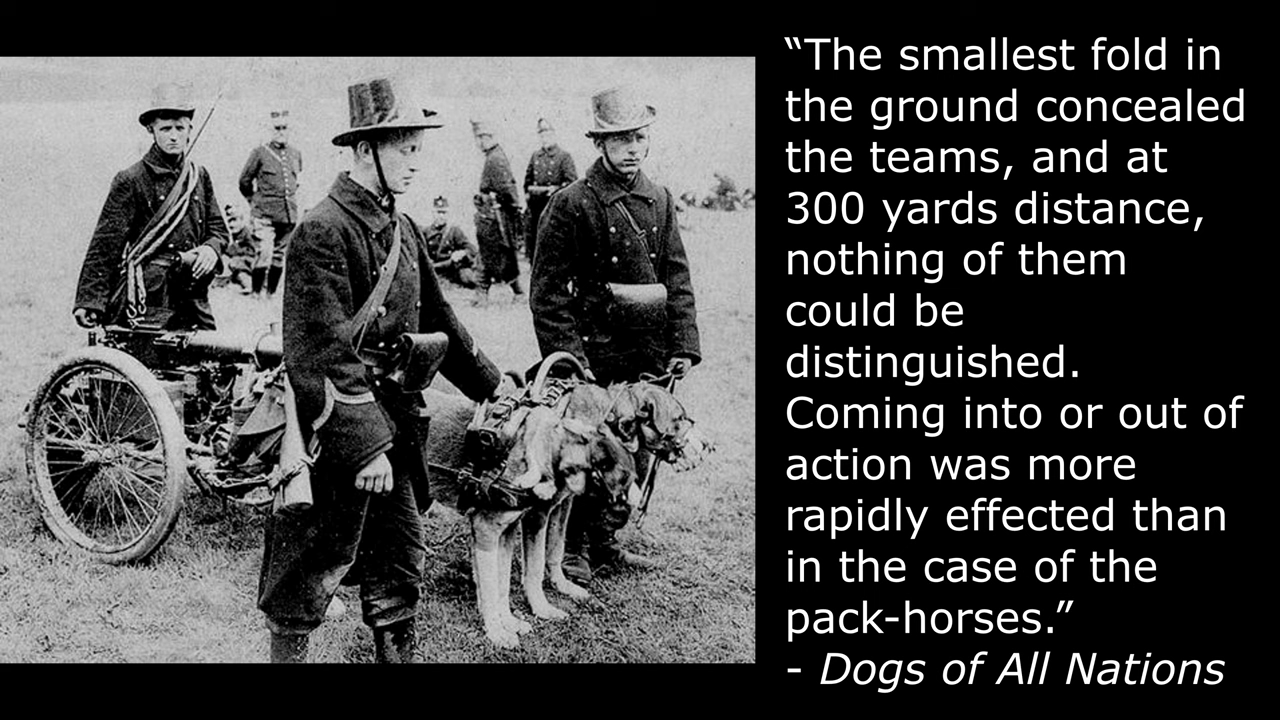 “The smallest fold in
the ground concealed
the teams, and at
300 yards distance,
nothing of them
could be
distinguished.
Coming into or out of
action was more
rapidly effected than
in the case of the
pack-horses.”
- Dogs of All Nations